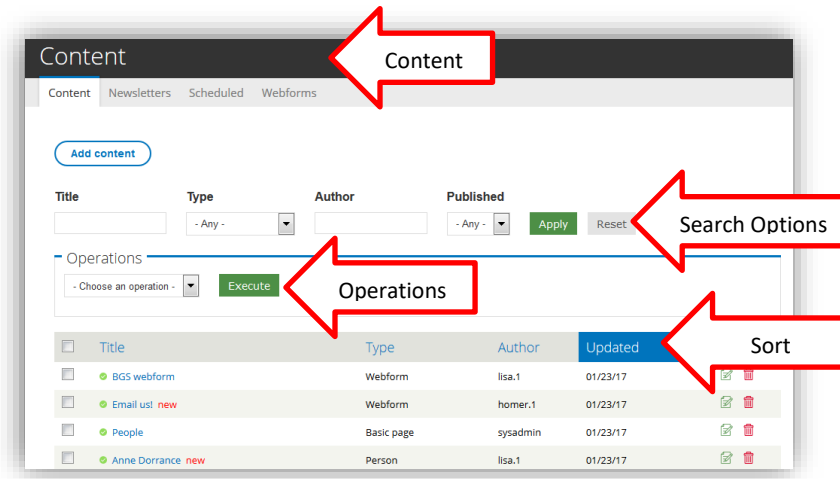 Content
Content
Content Newsletters Scheduled Webforms
Add content
Title Type Author Published
- Any - - Any - Apply Reset
Search Options
Operations
- Choose an operation - Execute
Operations
Title Type Author Updated
Sort
BGS webform Webform lisa.1 01/23/17
Email us! new Webform homer.1 01/23/17
People Basic page sysadmin 01/23/17
Anne Dorrance new Person lisa.1 01/23/17